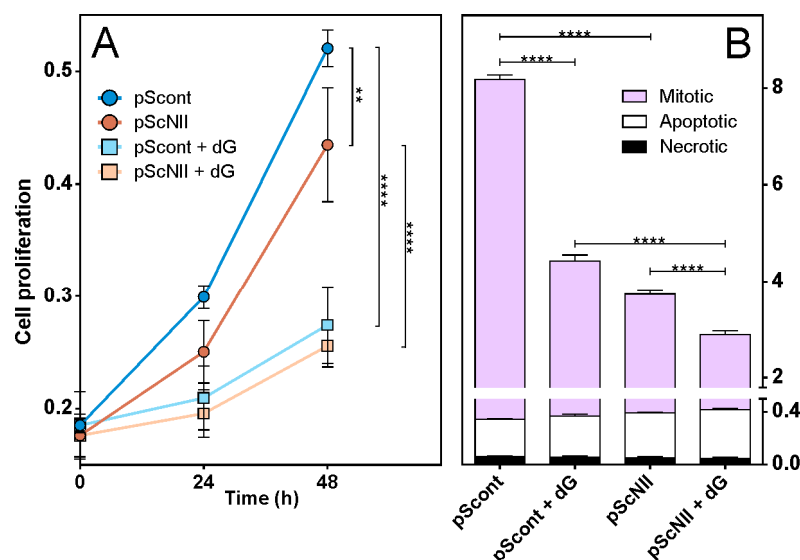 A
0.5
0.4
0.3
0.2
Cell proliferation
pScont
pScNII
pScont + dG
pScNII + dG
**
****
****
0
24
48
Time (h)
B
****
****
****
****
Mitotic
Apoptotic
Necrotic
8
6
4
2
0.4
0.0
pScont
pScont + dG
pScNII
pScNII + dG